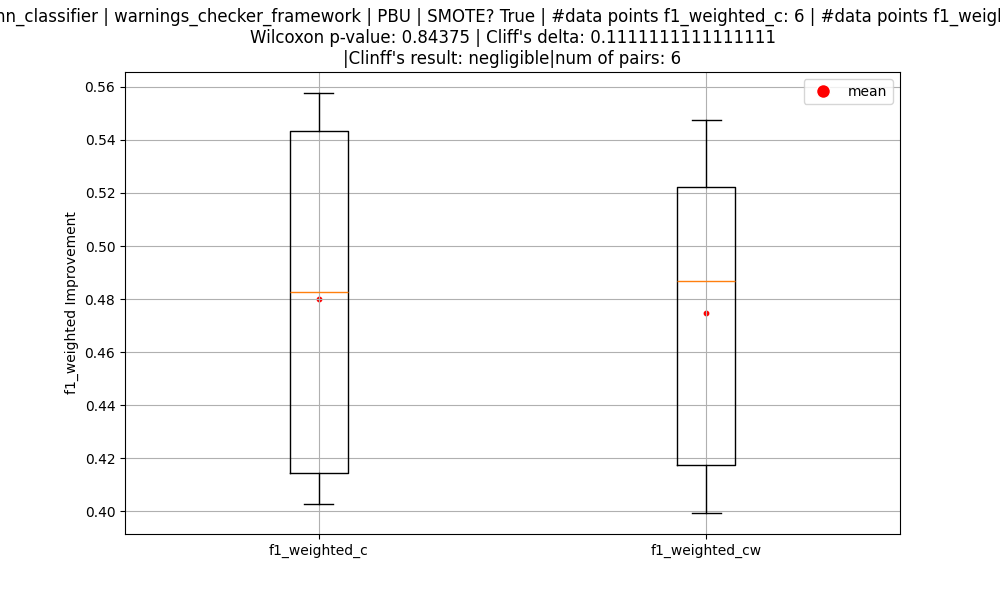 nn_classifier | warnings_checker_framework | PBU | SMOTE? True | #data points f1_weighted_c: 6 | #data points f1_weigh
Wilcoxon p-value: 0.84375 | Cliff's delta: 0.1111111111111111
|Clinff's result: negligible|num of pairs: 6
mean
0.56
0.54
0.52
0.50
0.48
0.46
0.44
0.42
0.40
f1_weighted Improvement
f1_weighted_c
f1_weighted_cw